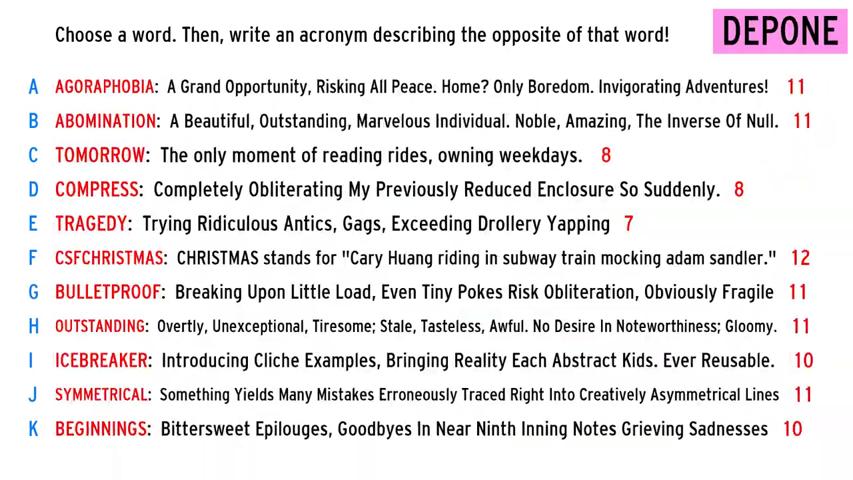 Choose a word. Then, write an acronym describing the opposite of that word!
DEPONE
A AGORAPHOBIA: A Grand Opportunity, Risking All Peace. Home? Only Boredom. Invigorating Adventures! 11
B ABOMINATION: A Beautiful, Outstanding, Marvelous Individual. Noble, Amazing, The Inverse Of Null. 11
C TOMORROW: The only moment of reading rides, owning weekdays. 8
D COMPRESS: Completely Obliterating My Previously Reduced Enclosure So Suddenly. 8
E TRAGEDY: Trying Ridiculous Antics, Gags, Exceeding Drollery Yapping 7
F CSFCHRISTMAS: CHRISTMAS stands for "Cary Huang riding in subway train mocking adam sandler." 12
G BULLETPROOF: Breaking Upon Little Load, Even Tiny Pokes Risk Obliteration, Obviously Fragile 11
H OUTSTANDING: Overtly, Unexceptional, Tiresome; Stale, Tasteless, Awful. No Desire In Noteworthiness; Gloomy. 11
I ICEBREAKER: Introducing Cliche Examples, Bringing Reality Each Abstract Kids. Ever Reusable. 10
J SYMMETRICAL: Something Yields Many Mistakes Erroneously Traced Right Into Creatively Asymmetrical Lines 11
K BEGINNINGS: Bittersweet Epilouges, Goodbyes In Near Ninth Inning Notes Grieving Sadnesses 10